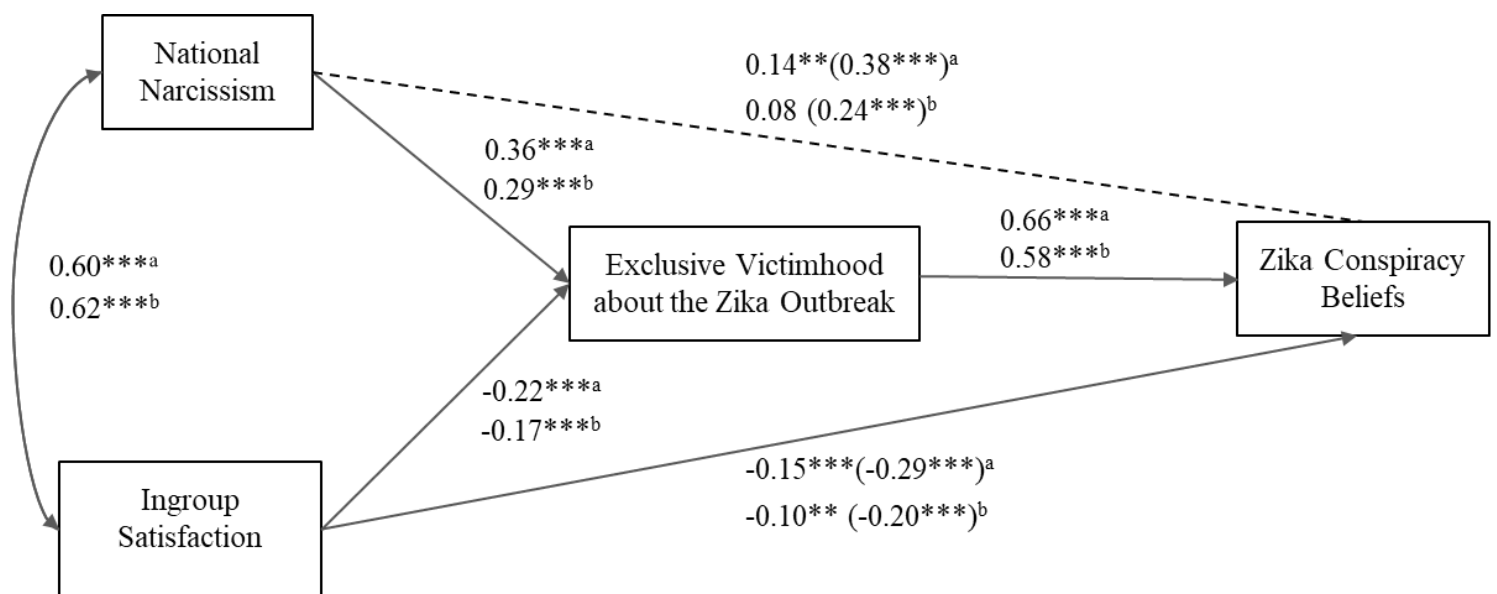 National
Narcissism
0.14**(0.38***)ᵃ
0.08 (0.24***)ᵇ
0.36***ᵃ
0.29***ᵇ
0.60***ᵃ
0.62***ᵇ
Exclusive Victimhood
about the Zika Outbreak
0.66***ᵃ
0.58***ᵇ
Zika Conspiracy
Beliefs
-0.22***ᵃ
-0.17***ᵇ
Ingroup
Satisfaction
-0.15***(-0.29***)ᵃ
-0.10** (-0.20***)ᵇ